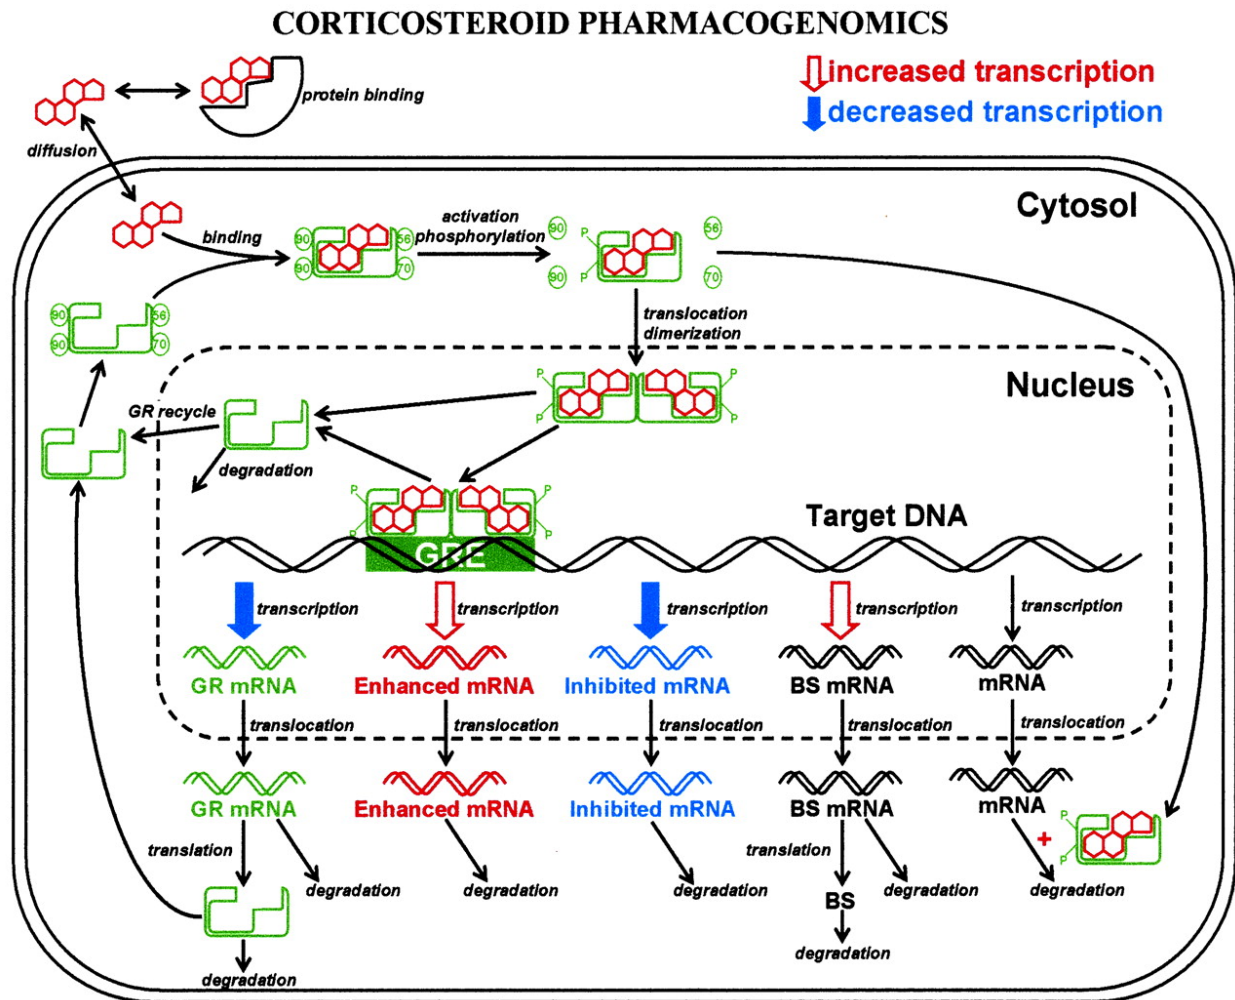 CORTICOSTEROID PHARMACOGENOMICS
increased transcription
decreased transcription
protein binding
diffusion
Cytosol
binding
activation
phosphorylation
90
56
90
70
90
56
90
70
90
56
90
70
P
P
translocation
dimerization
Nucleus
P
P
P
P
GR recycle
degradation
P
P
P
P
Target DNA
GRE
transcription
transcription
transcription
transcription
transcription
GR mRNA
Enhanced mRNA
Inhibited mRNA
BS mRNA
mRNA
translocation
translocation
translocation
translocation
translocation
GR mRNA
Enhanced mRNA
Inhibited mRNA
BS mRNA
mRNA
P
P
+
translation
degradation
degradation
degradation
translation
degradation
degradation
BS
degradation
degradation